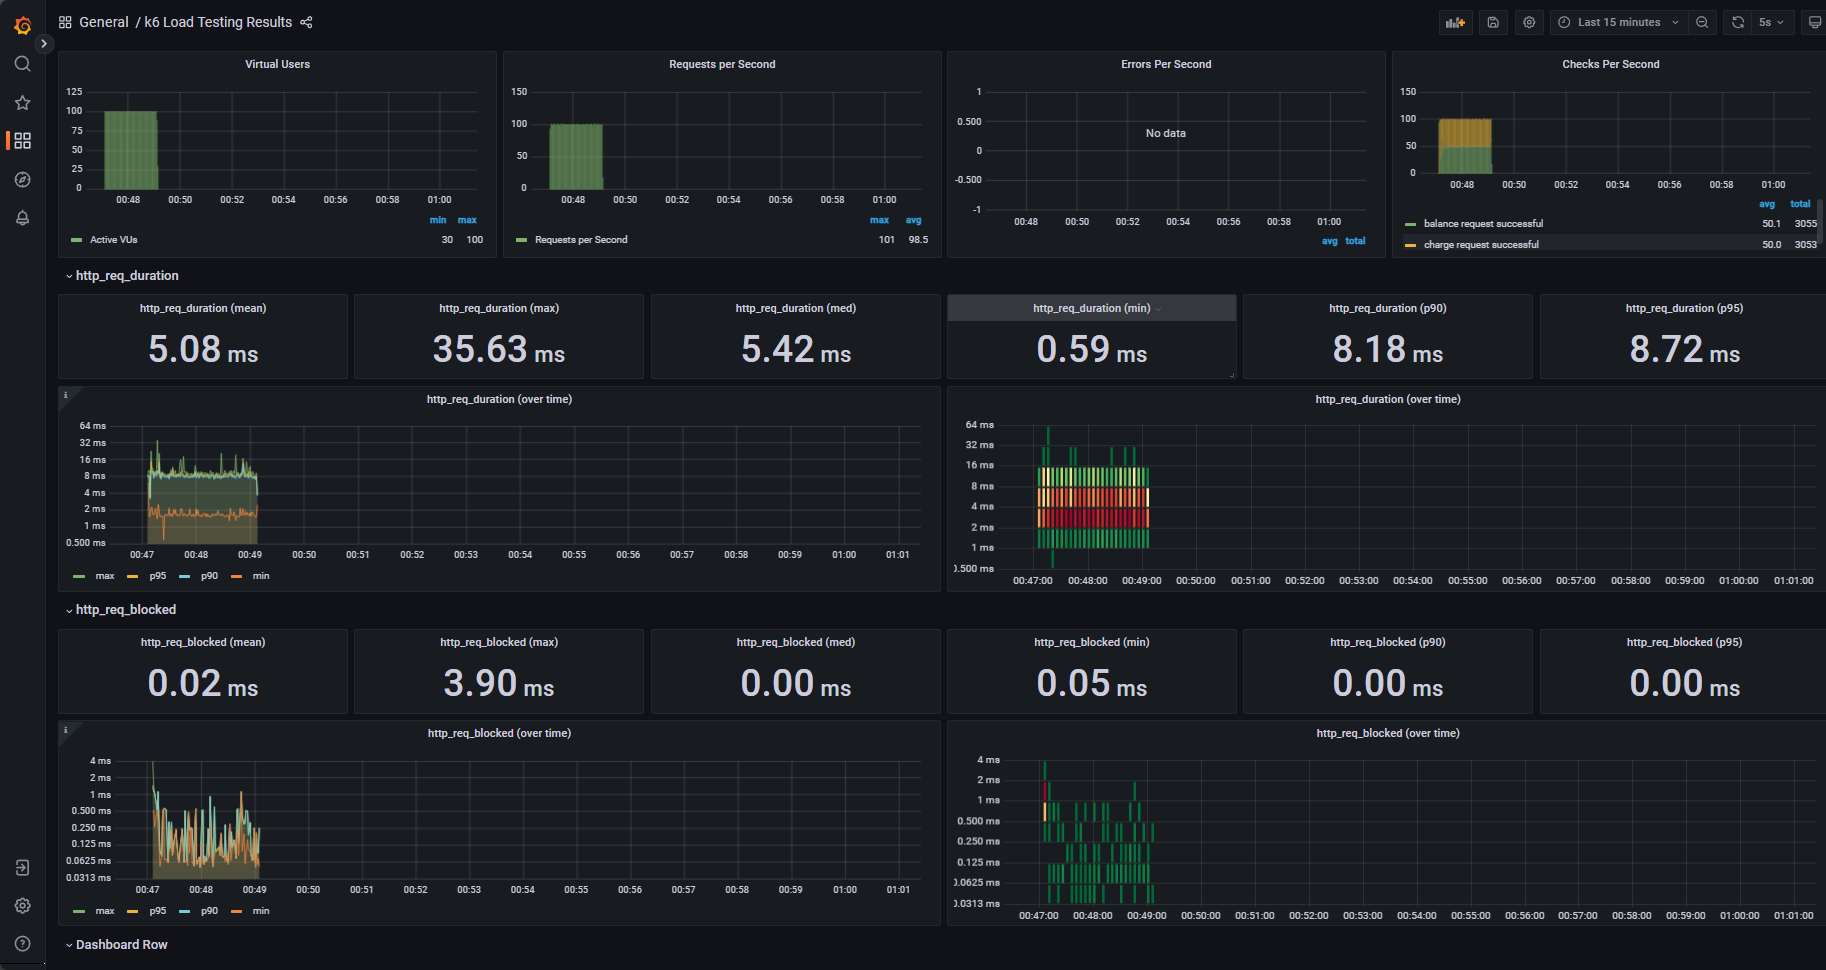 General / k6 Load Testing Results
Last 15 minutes
5s
Virtual Users
125
100
75
50
25
0
00:48 00:50 00:52 00:54 00:56 00:58 01:00
min max
Active VUs 30 100
Requests per Second
150
100
50
0
00:48 00:50 00:52 00:54 00:56 00:58 01:00
max avg
Requests per Second 101 98.5
Errors Per Second
1
0.500
0
-0.500
-1
No data
00:48 00:50 00:52 00:54 00:56 00:58 01:00
avg total
Checks Per Second
150
100
50
0
00:48 00:50 00:52 00:54 00:56 00:58 01:00
avg total
balance request successful 50.1 3055
charge request successful 50.0 3053
http_req_duration
http_req_duration (mean)
5.08 ms
http_req_duration (max)
35.63 ms
http_req_duration (med)
5.42 ms
http_req_duration (min)
0.59 ms
http_req_duration (p90)
8.18 ms
http_req_duration (p95)
8.72 ms
i
http_req_duration (over time)
64 ms
32 ms
16 ms
8 ms
4 ms
2 ms
1 ms
0.500 ms
00:47 00:48 00:49 00:50 00:51 00:52 00:53 00:54 00:55 00:56 00:57 00:58 00:59 01:00 01:01
max p95 p90 min
http_req_duration (over time)
64 ms
32 ms
16 ms
8 ms
4 ms
2 ms
1 ms
0.500 ms
00:47:00 00:48:00 00:49:00 00:50:00 00:51:00 00:52:00 00:53:00 00:54:00 00:55:00 00:56:00 00:57:00 00:58:00 00:59:00 01:00:00 01:01:00
http_req_blocked
http_req_blocked (mean)
0.02 ms
http_req_blocked (max)
3.90 ms
http_req_blocked (med)
0.00 ms
http_req_blocked (min)
0.05 ms
http_req_blocked (p90)
0.00 ms
http_req_blocked (p95)
0.00 ms
i
http_req_blocked (over time)
4 ms
2 ms
1 ms
0.500 ms
0.250 ms
0.125 ms
0.0625 ms
0.0313 ms
00:47 00:48 00:49 00:50 00:51 00:52 00:53 00:54 00:55 00:56 00:57 00:58 00:59 01:00 01:01
max p95 p90 min
http_req_blocked (over time)
4 ms
2 ms
1 ms
0.500 ms
0.250 ms
0.125 ms
0.0625 ms
0.0313 ms
00:47:00 00:48:00 00:49:00 00:50:00 00:51:00 00:52:00 00:53:00 00:54:00 00:55:00 00:56:00 00:57:00 00:58:00 00:59:00 01:00:00 01:01:00
Dashboard Row